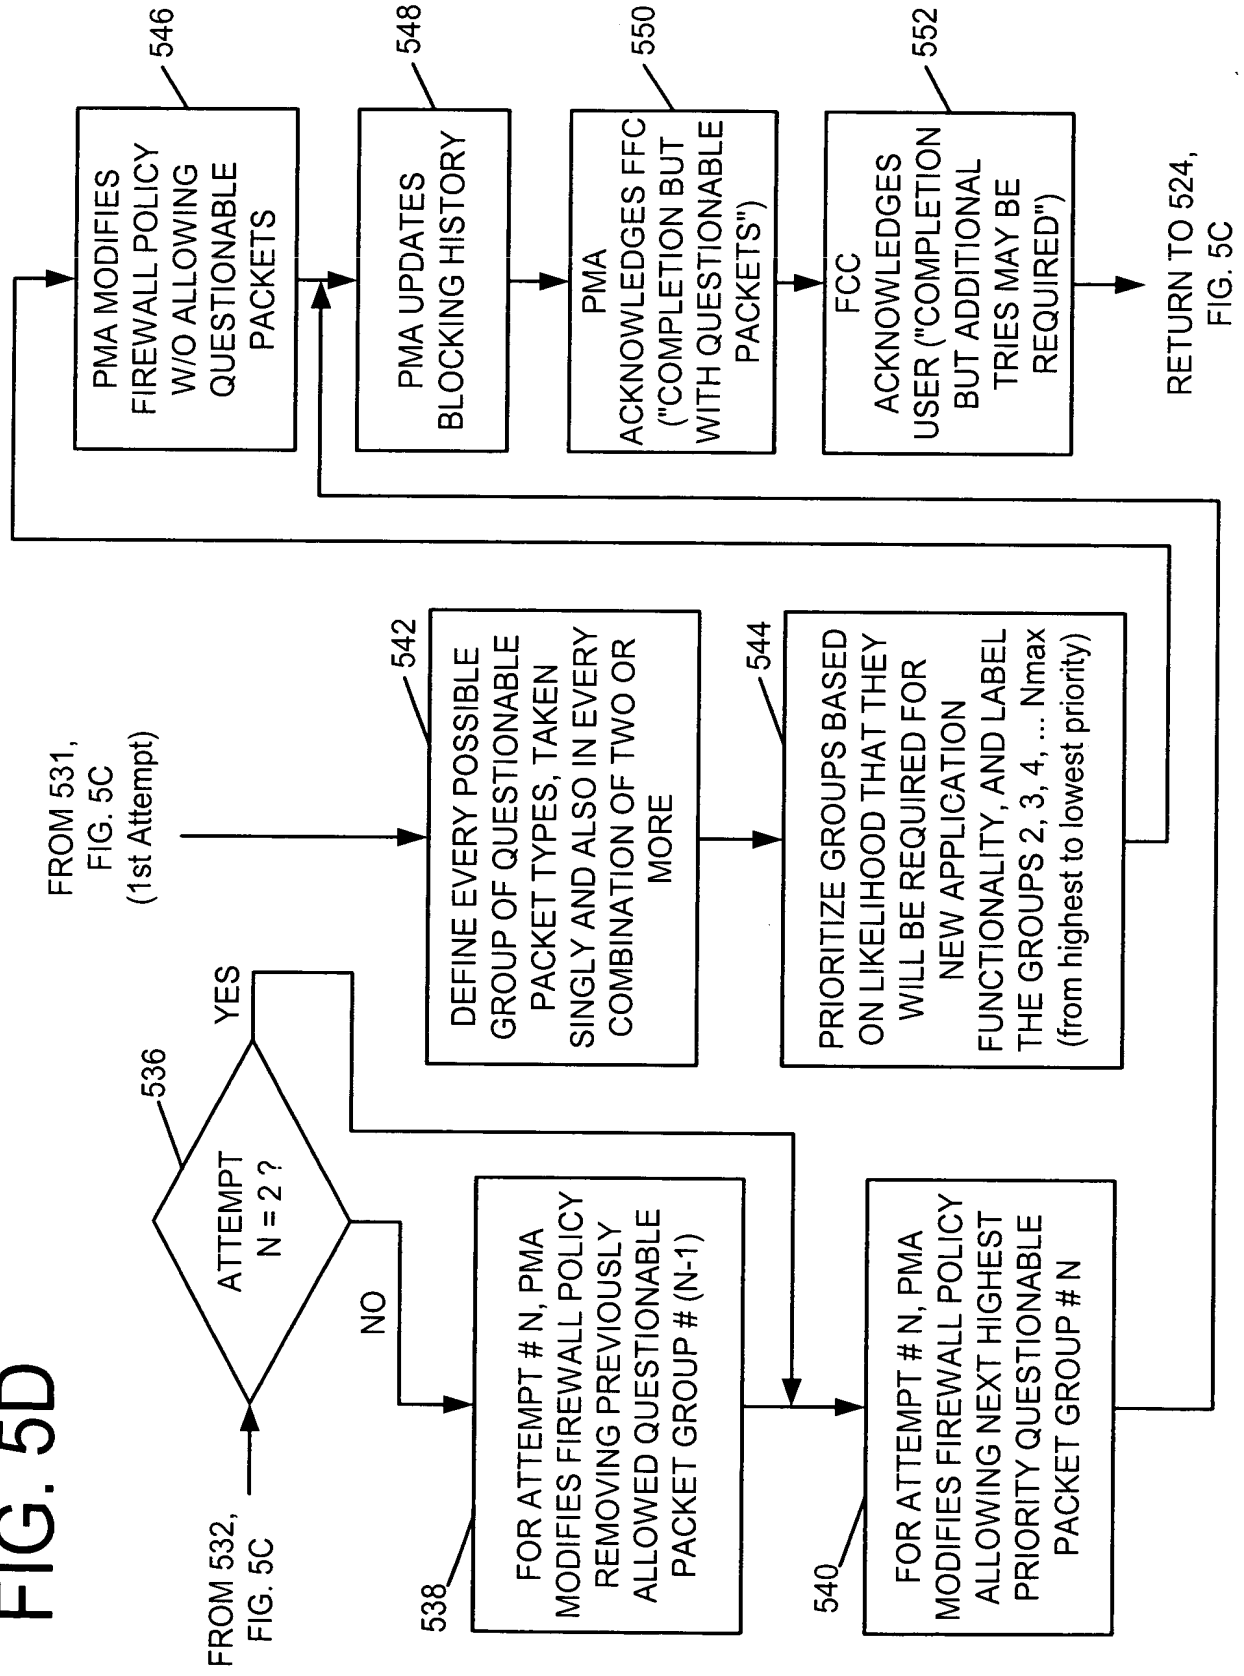 FIG. 5D
FROM 532,
FIG. 5C
536
ATTEMPT
N = 2 ?
YES
NO
538
FOR ATTEMPT # N, PMA
MODIFIES FIREWALL POLICY
REMOVING PREVIOUSLY
ALLOWED QUESTIONABLE
PACKET GROUP # (N-1)
540
FOR ATTEMPT # N, PMA
MODIFIES FIREWALL POLICY
ALLOWING NEXT HIGHEST
PRIORITY QUESTIONABLE
PACKET GROUP # N
FROM 531,
FIG. 5C
(1st Attempt)
542
DEFINE EVERY POSSIBLE
GROUP OF QUESTIONABLE
PACKET TYPES, TAKEN
SINGLY AND ALSO IN EVERY
COMBINATION OF TWO OR
MORE
544
PRIORITIZE GROUPS BASED
ON LIKELIHOOD THAT THEY
WILL BE REQUIRED FOR
NEW APPLICATION
FUNCTIONALITY, AND LABEL
THE GROUPS 2, 3, 4, ... Nmax
(from highest to lowest priority)
546
PMA MODIFIES
FIREWALL POLICY
W/O ALLOWING
QUESTIONABLE
PACKETS
548
PMA UPDATES
BLOCKING HISTORY
550
PMA
ACKNOWLEDGES FFC
("COMPLETION BUT
WITH QUESTIONABLE
PACKETS")
552
FCC
ACKNOWLEDGES
USER ("COMPLETION
BUT ADDITIONAL
TRIES MAY BE
REQUIRED")
RETURN TO 524,
FIG. 5C